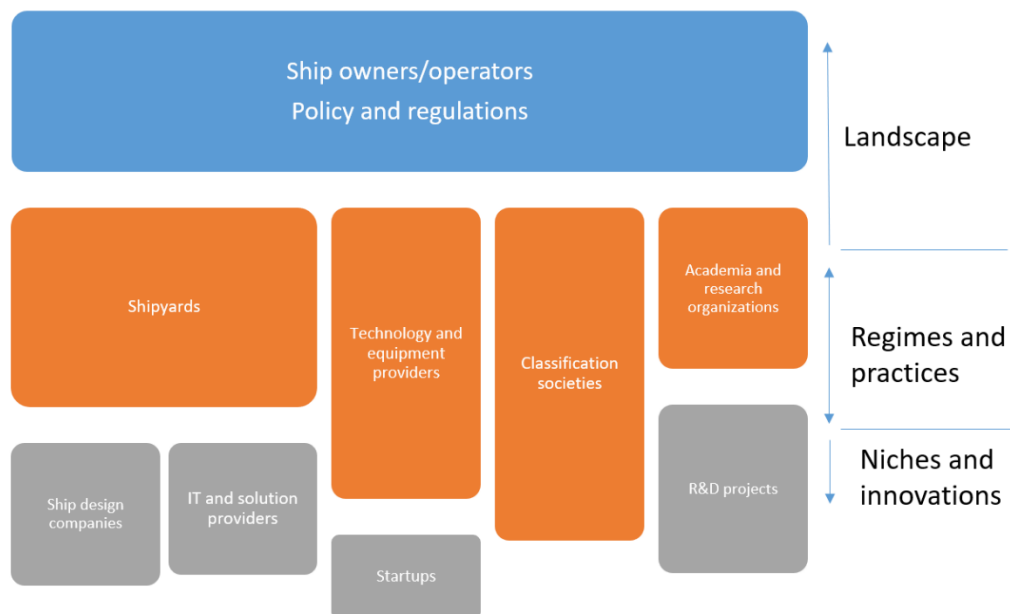 Ship owners/operators
Policy and regulations
Landscape
Shipyards
Technology and
equipment
providers
Classification
societies
Academia and
research
organizations
Regimes and
practices
Ship design
companies
IT and solution
providers
Startups
R&D projects
Niches and
innovations